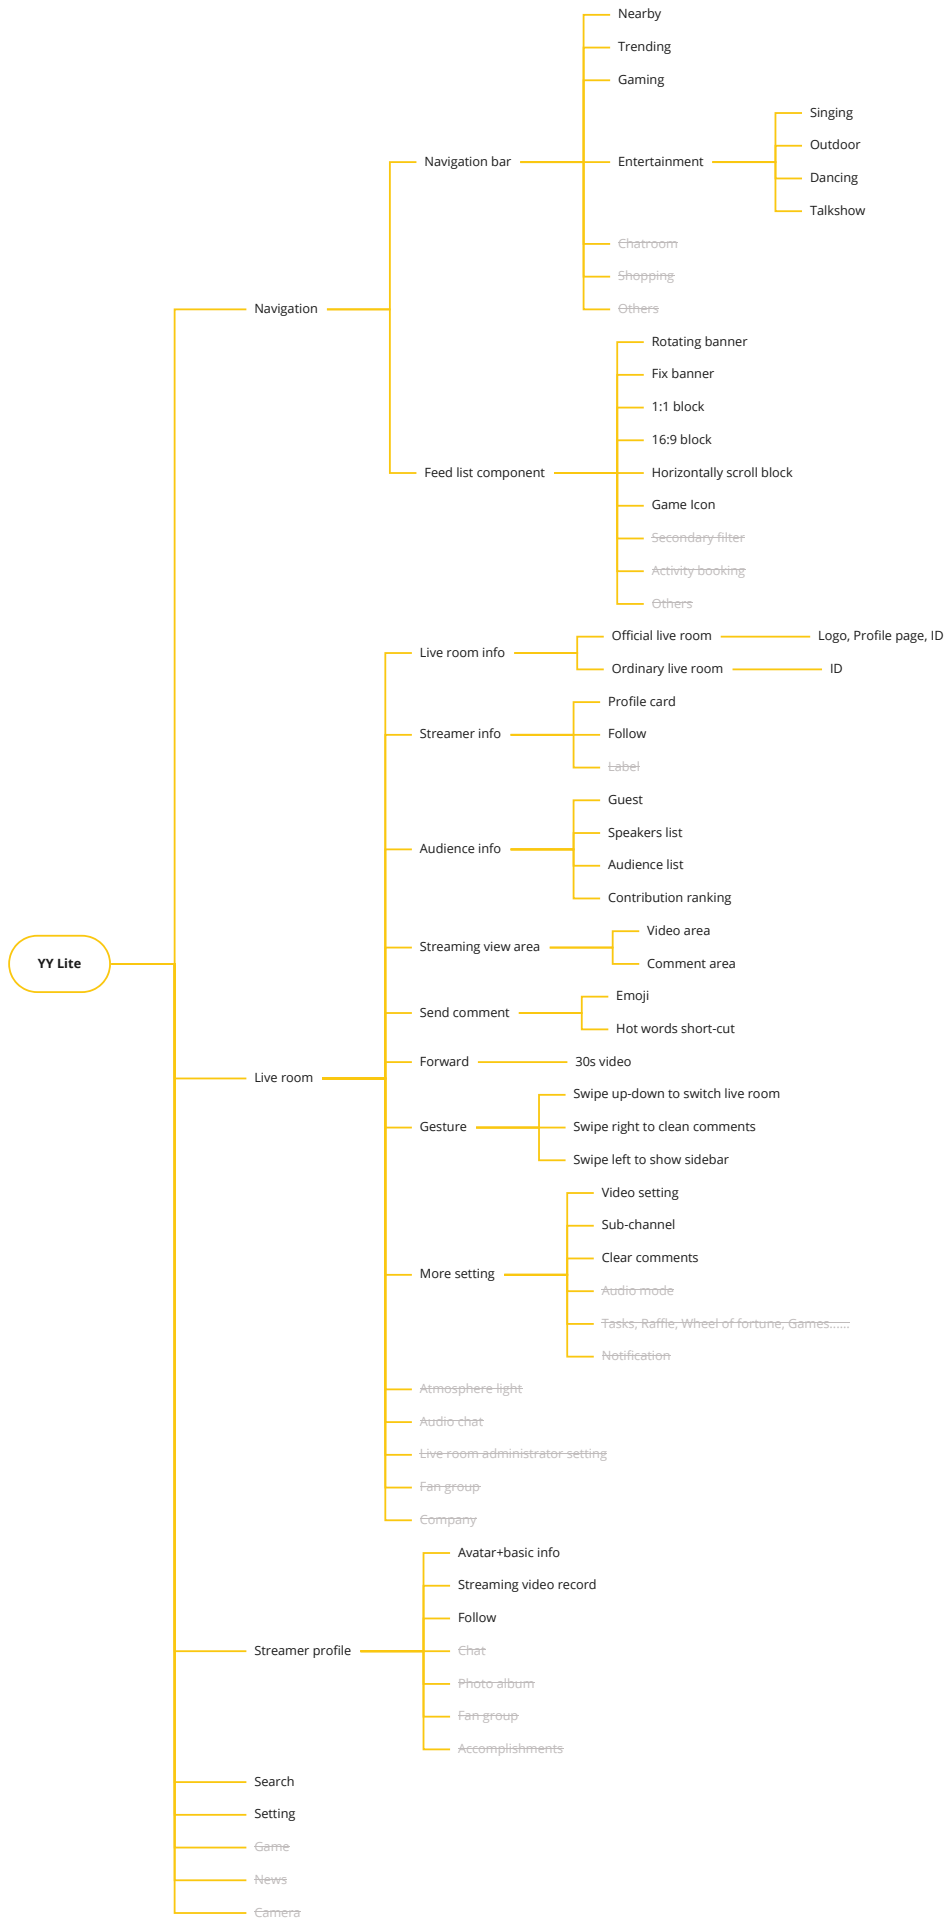 Nearby
Trending
Gaming
Singing
Outdoor
Navigation bar
Entertainment
Dancing
Talkshow
Chatroom
Shopping
Navigation
Others
Rotating banner
Fix banner
1:1 block
16:9 block
Feed list component
Horizontally scroll block
Game Icon
Secondary filter
Activity booking
Others
Live room info
Official live room
Logo, Profile page, ID
Ordinary live room
ID
Profile card
Streamer info
Follow
Label
Guest
Speakers list
Audience info
Audience list
Contribution ranking
Video area
Streaming view area
YY Lite
Comment area
Emoji
Send comment
Hot words short-cut
Forward
30s video
Live room
Swipe up-down to switch live room
Gesture
Swipe right to clean comments
Swipe left to show sidebar
Video setting
Sub-channel
Clear comments
More setting
Audio mode
Tasks, Raffle, Wheel of fortune, Games......
Notification
Atmosphere light
Audio chat
Live room administrator setting
Fan group
Company
Avatar+basic info
Streaming video record
Follow
Streamer profile
Chat
Photo album
Fan group
Accomplishments
Search
Setting
Game
News
Camera